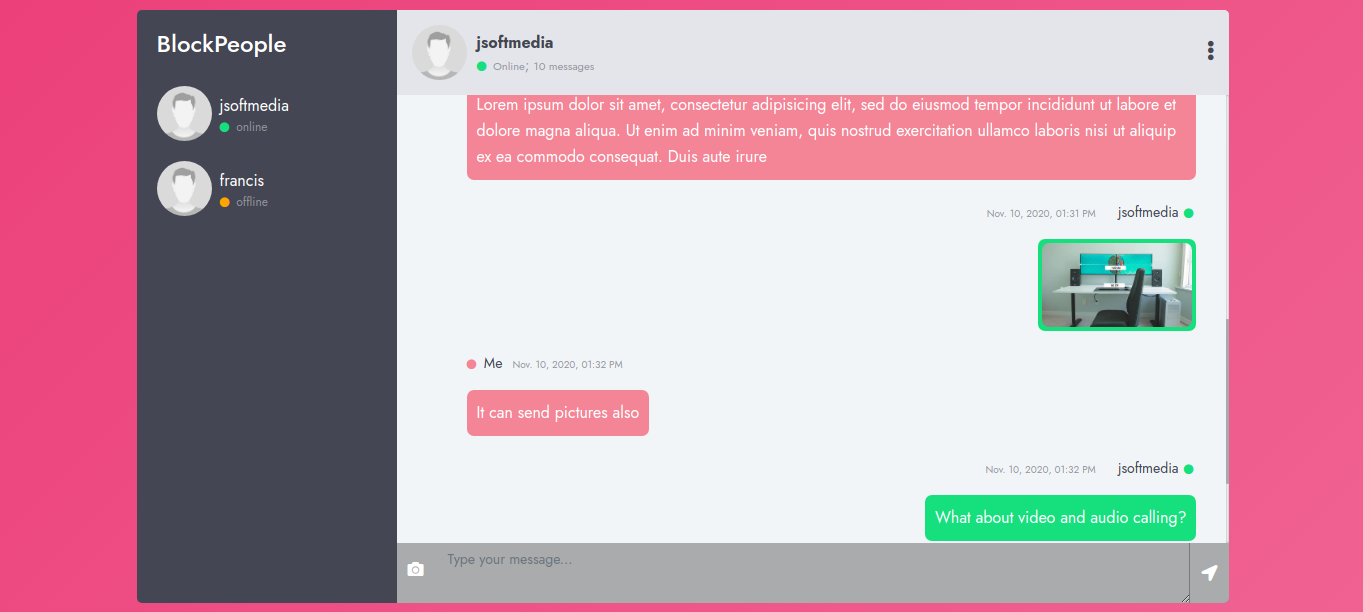 BlockPeople
jsoftmedia
online
francis
offline
jsoftmedia
Online; 10 messages
Lorem ipsum dolor sit amet, consectetur adipisicing elit, sed do eiusmod tempor incididunt ut labore et
dolore magna aliqua. Ut enim ad minim veniam, quis nostrud exercitation ullamco laboris nisi ut aliquip
ex ea commodo consequat. Duis aute irure
Nov. 10, 2020, 01:31 PM jsoftmedia
Me Nov. 10, 2020, 01:32 PM
It can send pictures also
Nov. 10, 2020, 01:32 PM jsoftmedia
What about video and audio calling?
Type your message...